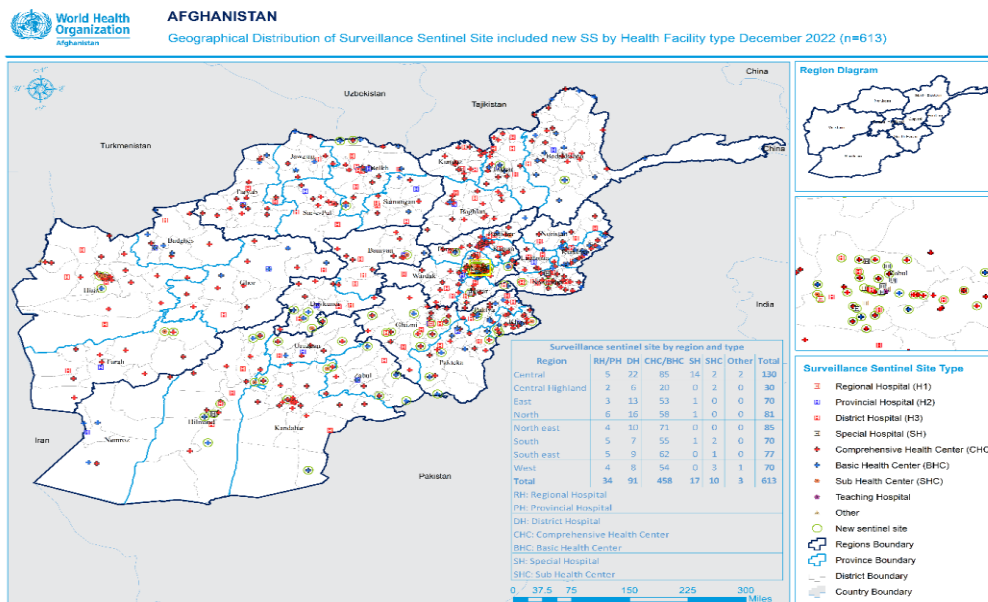 World Health
Organization
Afghanistan
AFGHANISTAN
Geographical Distribution of Surveillance Sentinel Site included new SS by Health Facility type December 2022 (n=613)
China
Uzbekistan
Tajikistan
Turkmenistan
China
Jawzjan
Balkh
Kunduz
Badakhshan
Faryab
Sar-e-Pul
Samangan
Baghlan
Badghis
Bamyan
Nuristan
Wardak
Hirat
Ghor
Ghazni
Paktika
Farah
Zabul
India
Hilmand
Kandahar
Iran
Nimroz
Pakistan
Surveillance sentinel site by region and type
Region RH/PH DH CHC/BHC SH SHC Other Total
Central 5 22 85 14 2 2 130
Central Highland 2 6 20 0 2 0 30
East 3 13 53 1 0 0 70
North 6 16 58 1 0 0 81
North east 4 10 71 0 0 0 85
South 5 7 55 1 2 0 70
South east 5 9 62 0 1 0 77
West 4 8 54 0 3 1 70
Total 34 91 458 17 10 3 613
RH: Regional Hospital
PH: Provincial Hospital
DH: District Hospital
CHC: Comprehensive Health Center
BHC: Basic Health Center
SH: Special Hospital
SHC: Sub Health Center
0 37.5 75 150 225 300
Miles
Region Diagram
Kabul
Surveillance Sentinel Site Type
Regional Hospital (H1)
Provincial Hospital (H2)
District Hospital (H3)
Special Hospital (SH)
Comprehensive Health Center (CHC
Basic Health Center (BHC)
Sub Health Center (SHC)
Teaching Hospital
Other
New sentinel site
Regions Boundary
Province Boundary
District Boundary
Country Boundary